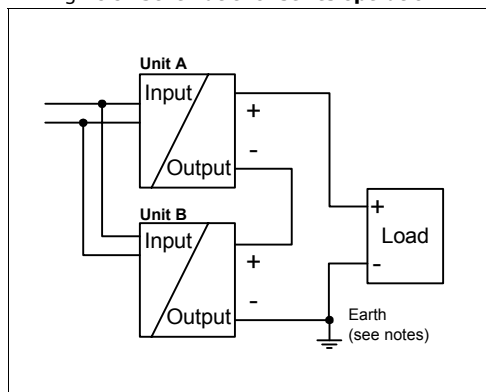 Unit A
Input
+
-
Output
Unit B
Input
+
-
Output
+
Load
-
Earth
(see notes)